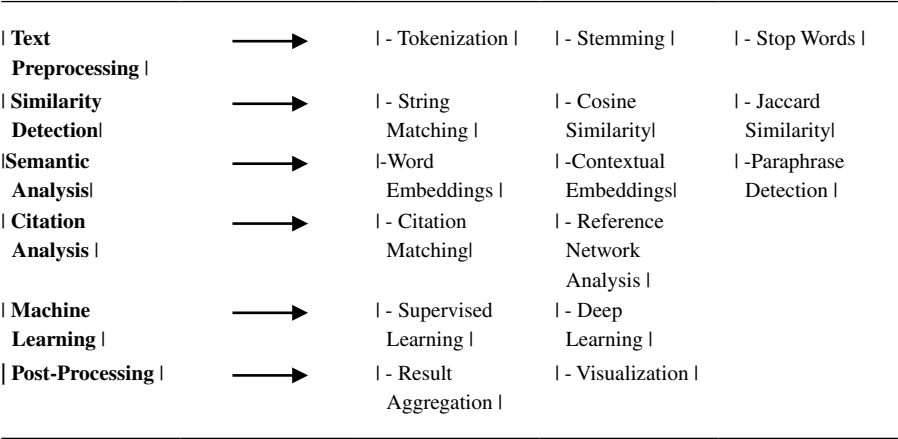 | Text | - Tokenization | | - Stemming | | - Stop Words |
Preprocessing |
| Similarity | - String | - Cosine | - Jaccard
Detection| Matching | Similarity| Similarity|
|Semantic |-Word | -Contextual | -Paraphrase
Analysis| Embeddings | Embeddings| Detection |
| Citation | - Citation | - Reference
Analysis | Matching| Network
Analysis |
| Machine | - Supervised | - Deep
Learning | Learning | Learning |
| Post-Processing | | - Result | - Visualization |
Aggregation |